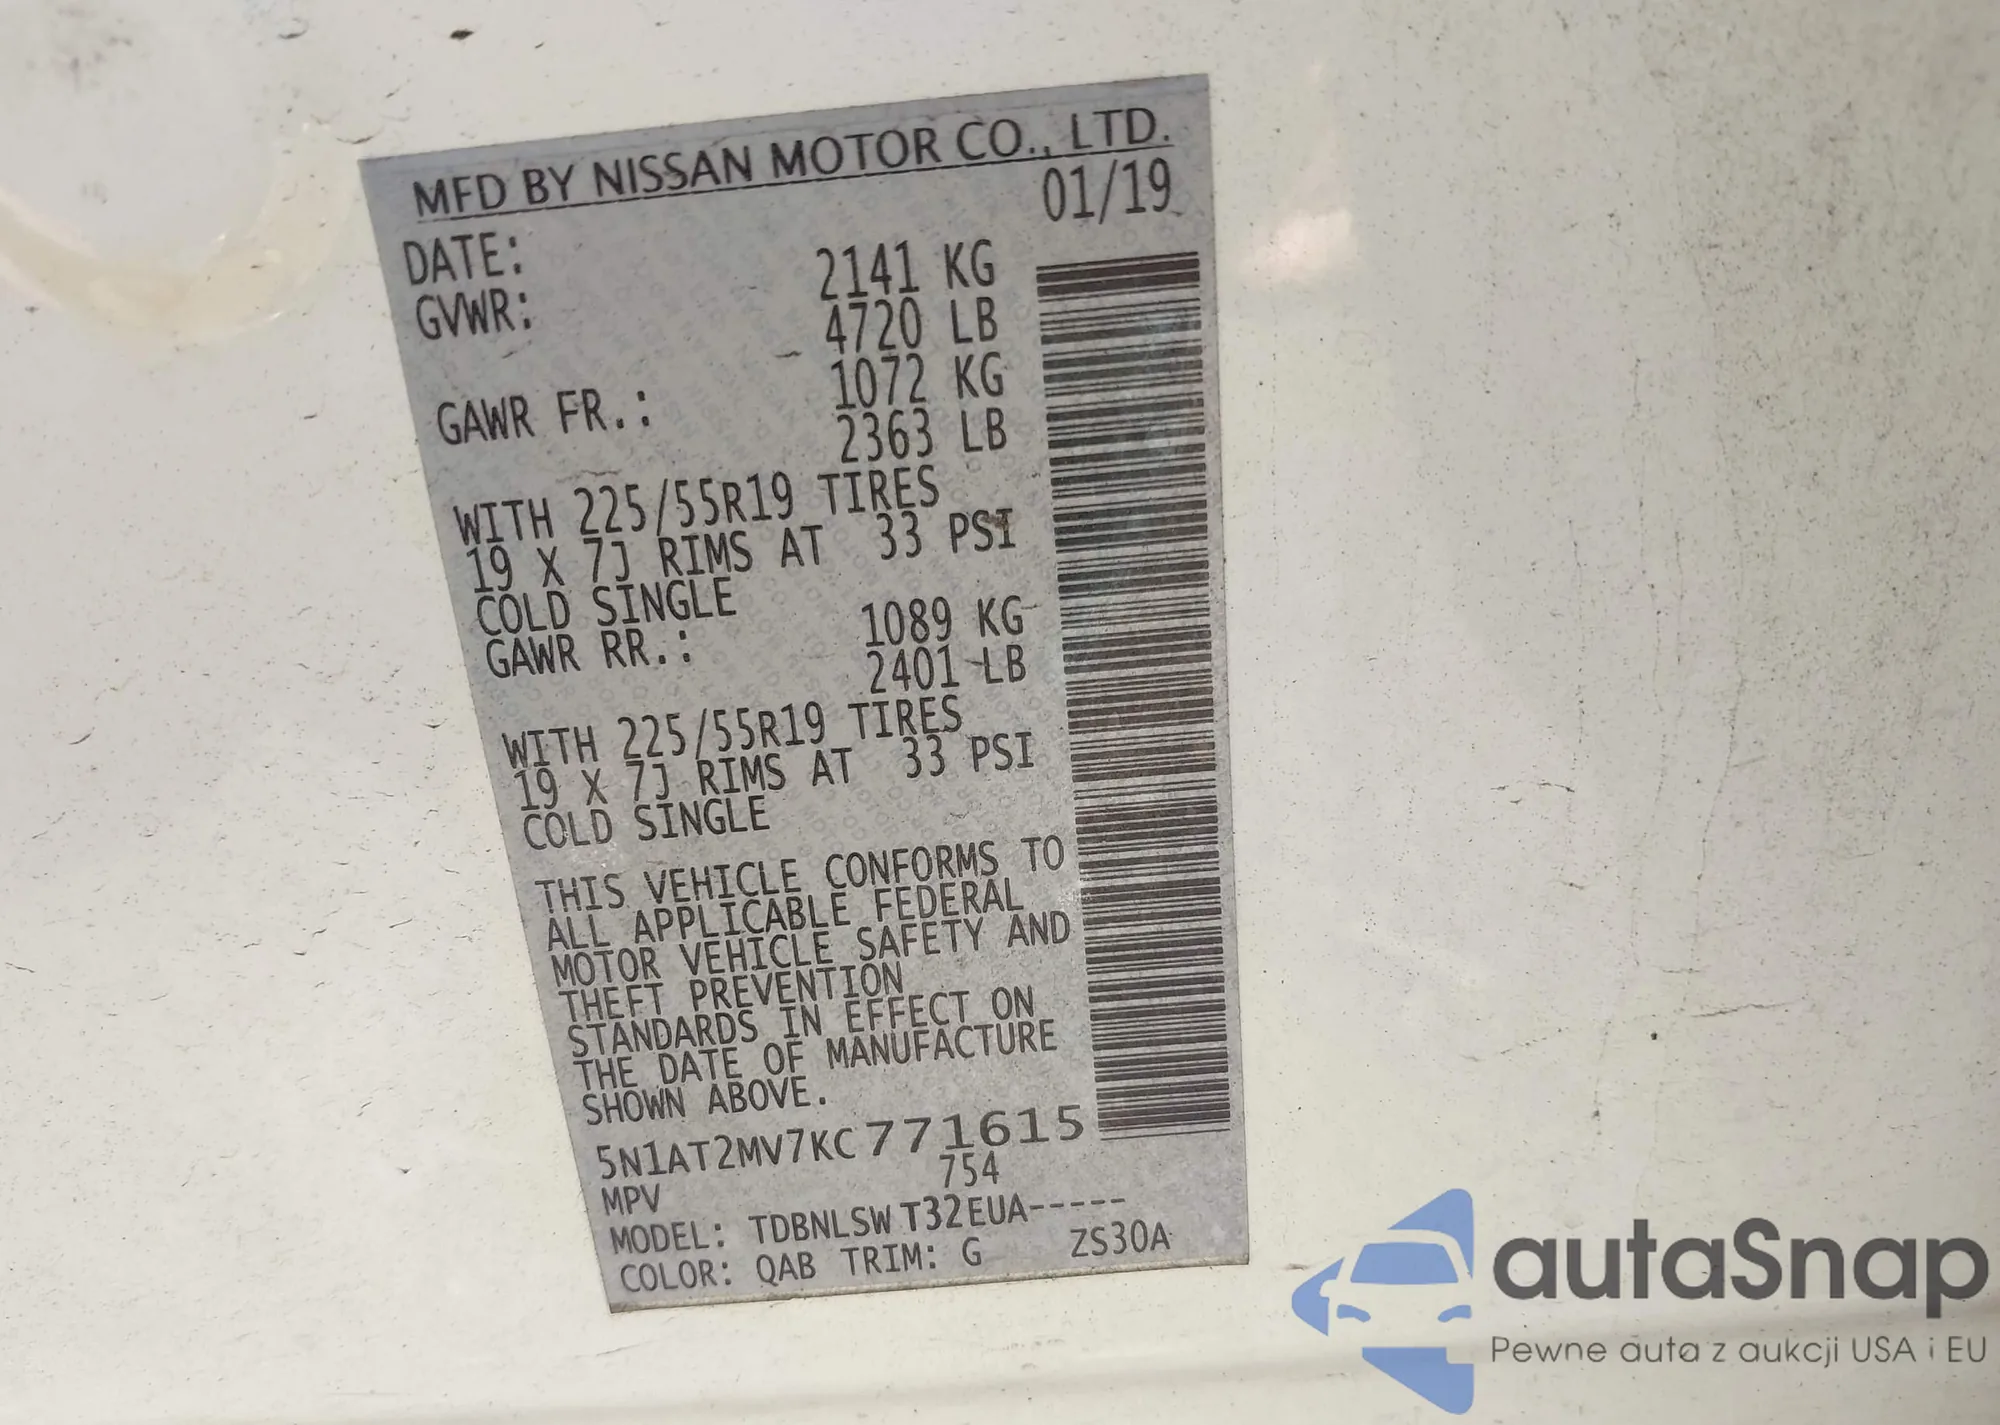 MFD BY NISSAN MOTOR CO., LTD.
DATE: 01/19
GVWR: 2141 KG
4720 LB
GAWR FR.: 1072 KG
2363 LB
WITH 225/55R19 TIRES
19 X 7J RIMS AT 33 PSI
COLD SINGLE
GAWR RR.: 1089 KG
2401 LB
WITH 225/55R19 TIRES
19 X 7J RIMS AT 33 PSI
COLD SINGLE
THIS VEHICLE CONFORMS TO
ALL APPLICABLE FEDERAL
MOTOR VEHICLE SAFETY AND
THEFT PREVENTION
STANDARDS IN EFFECT ON
THE DATE OF MANUFACTURE
SHOWN ABOVE.
5N1AT2MV7KC771615
MPV 754
MODEL: TDBNLSWT32EUA-----
COLOR: QAB TRIM: G ZS30A
autaSnap
Pewne auta z aukcji USA i EU